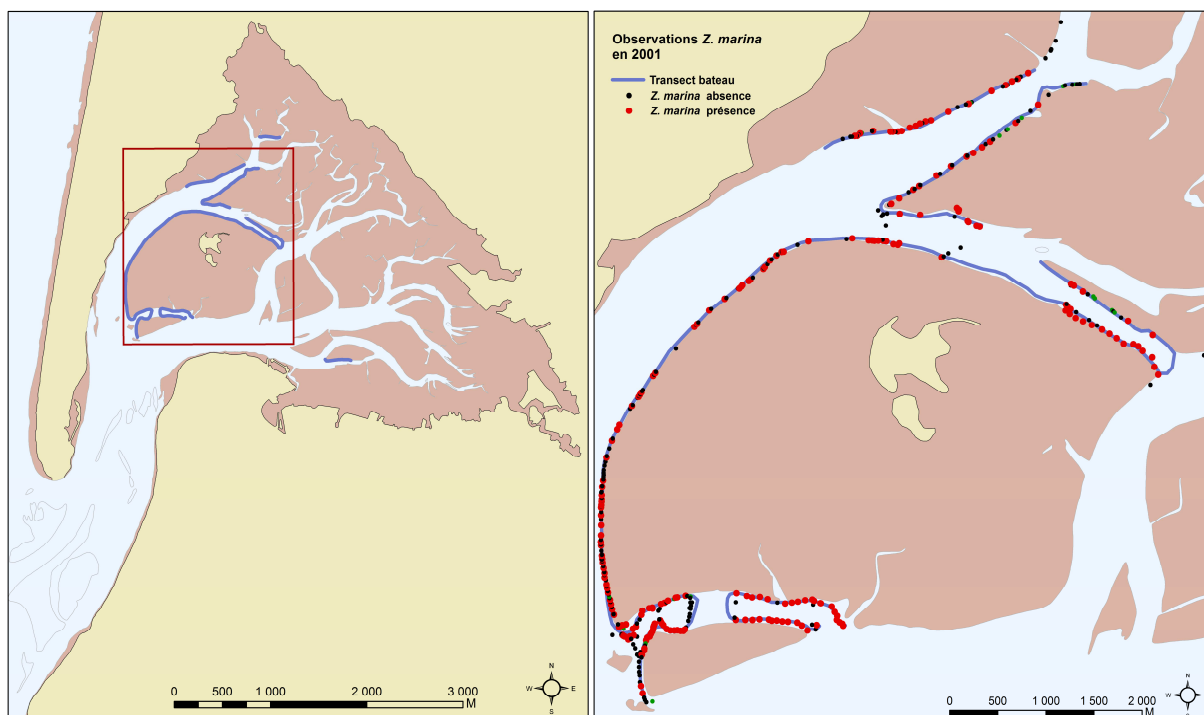 Observations Z. marina
en 2001
Transect bateau
Z. marina absence
Z. marina présence
N
W E
S
0 500 1 000 2 000 3 000
M
N
W E
S
0 500 1 000 1 500 2 000
M